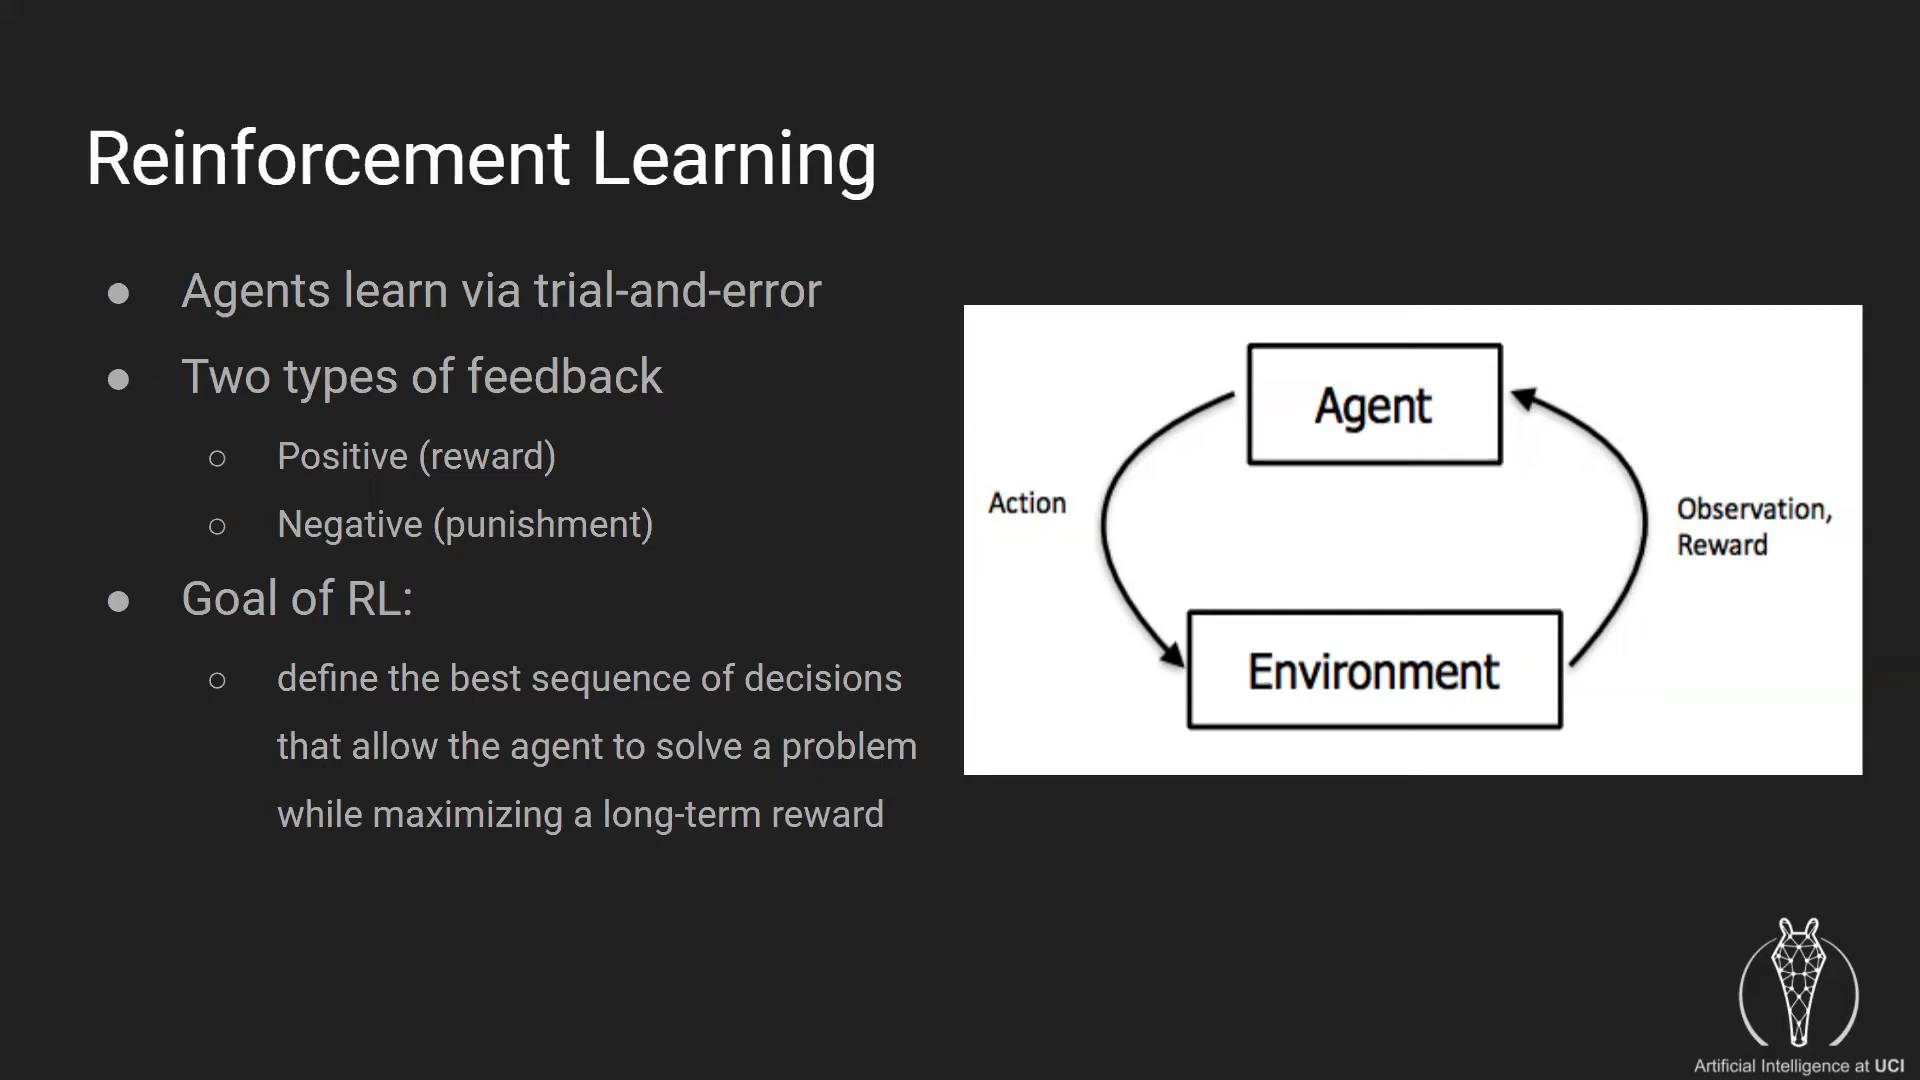 Reinforcement Learning
● Agents learn via trial-and-error
● Two types of feedback
○ Positive (reward)
○ Negative (punishment)
● Goal of RL:
○ define the best sequence of decisions
that allow the agent to solve a problem
while maximizing a long-term reward
Agent
Action
Observation,
Reward
Environment
Artificial Intelligence at UCI